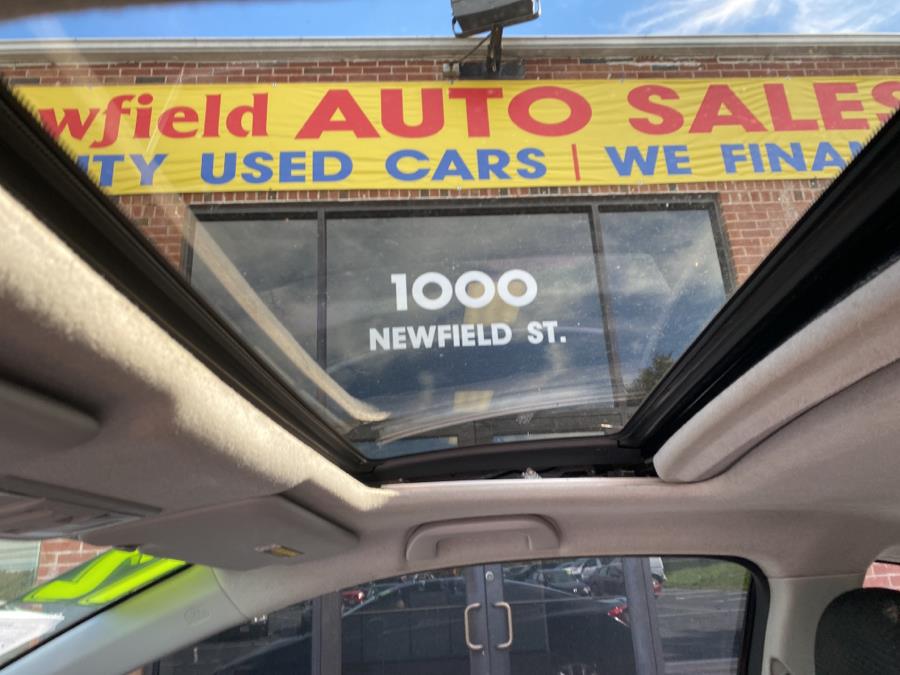 wfield AUTO SALES
ITY USED CARS | WE FINAN
1000
NEWFIELD ST.